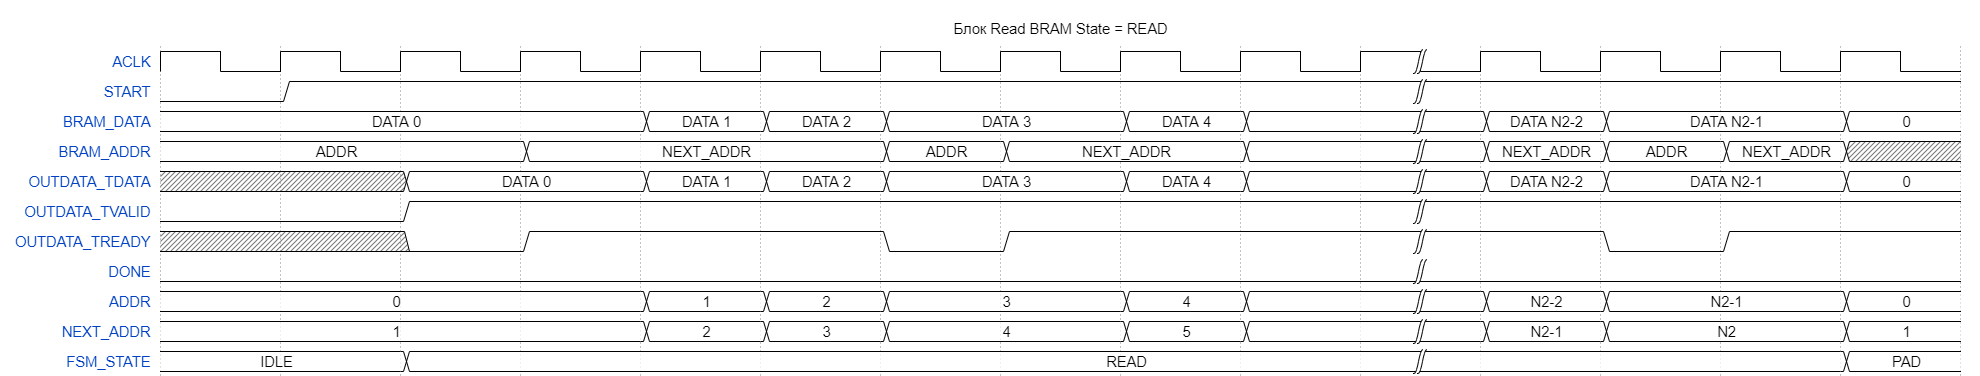 Блок Read BRAM State = READ
ACLK
START
BRAM_DATA DATA 0 DATA 1 DATA 2 DATA 3 DATA 4 DATA N2-2 DATA N2-1 0
BRAM_ADDR ADDR NEXT_ADDR ADDR NEXT_ADDR NEXT_ADDR ADDR NEXT_ADDR
OUTDATA_TDATA DATA 0 DATA 1 DATA 2 DATA 3 DATA 4 DATA N2-2 DATA N2-1 0
OUTDATA_TVALID
OUTDATA_TREADY
DONE
ADDR 0 1 2 3 4 N2-2 N2-1 0
NEXT_ADDR 1 2 3 4 5 N2-1 N2 1
FSM_STATE IDLE READ PAD